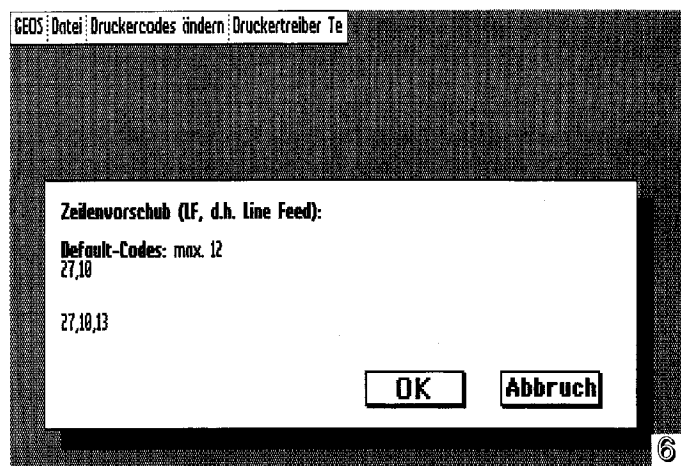 GEOS Datei Druckercodes ändern Druckertreiber Te
Zeilenvorschub (LF, d.h. Line Feed):
Default-Codes: max. 12
27,10
27,10,13
OK Abbruch
6